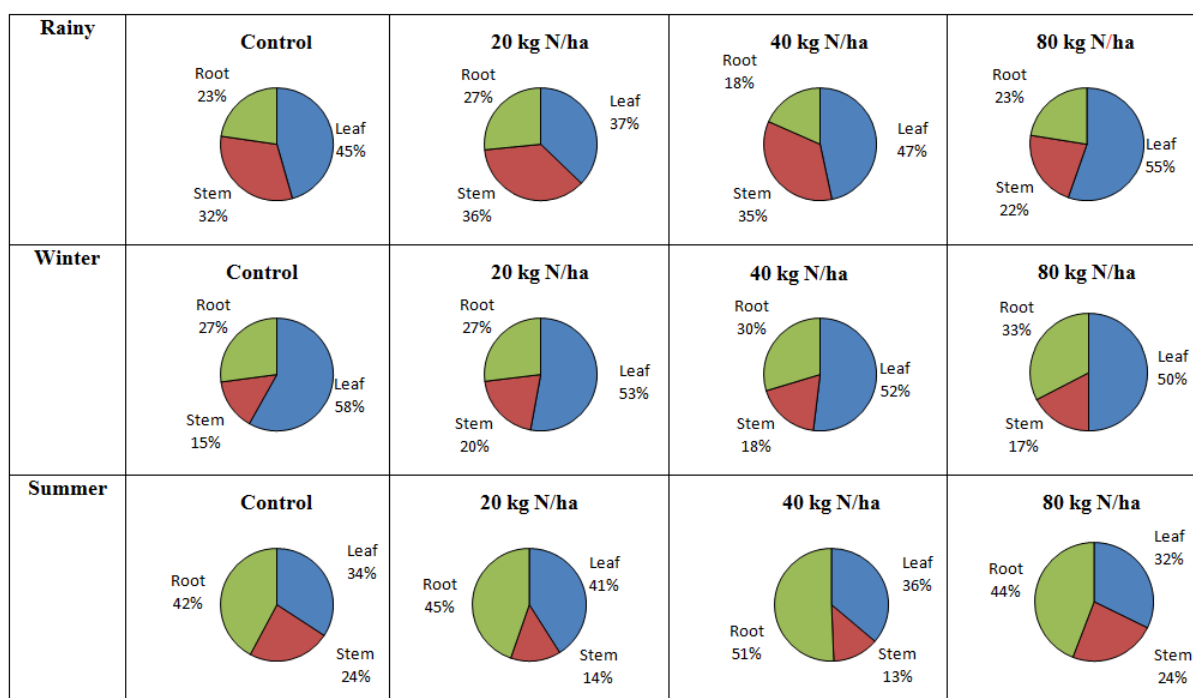 Rainy
Control
Root
23%
Leaf
45%
Stem
32%
20 kg N/ha
Root
27%
Leaf
37%
Stem
36%
40 kg N/ha
Root
18%
Leaf
47%
Stem
35%
80 kg N/ha
Root
23%
Leaf
55%
Stem
22%
Winter
Control
Root
27%
Leaf
58%
Stem
15%
20 kg N/ha
Root
27%
Leaf
53%
Stem
20%
40 kg N/ha
Root
30%
Leaf
52%
Stem
18%
80 kg N/ha
Root
33%
Leaf
50%
Stem
17%
Summer
Control
Leaf
34%
Root
42%
Stem
24%
20 kg N/ha
Leaf
41%
Root
45%
Stem
14%
40 kg N/ha
Leaf
36%
Root
51%
Stem
13%
80 kg N/ha
Leaf
32%
Root
44%
Stem
24%